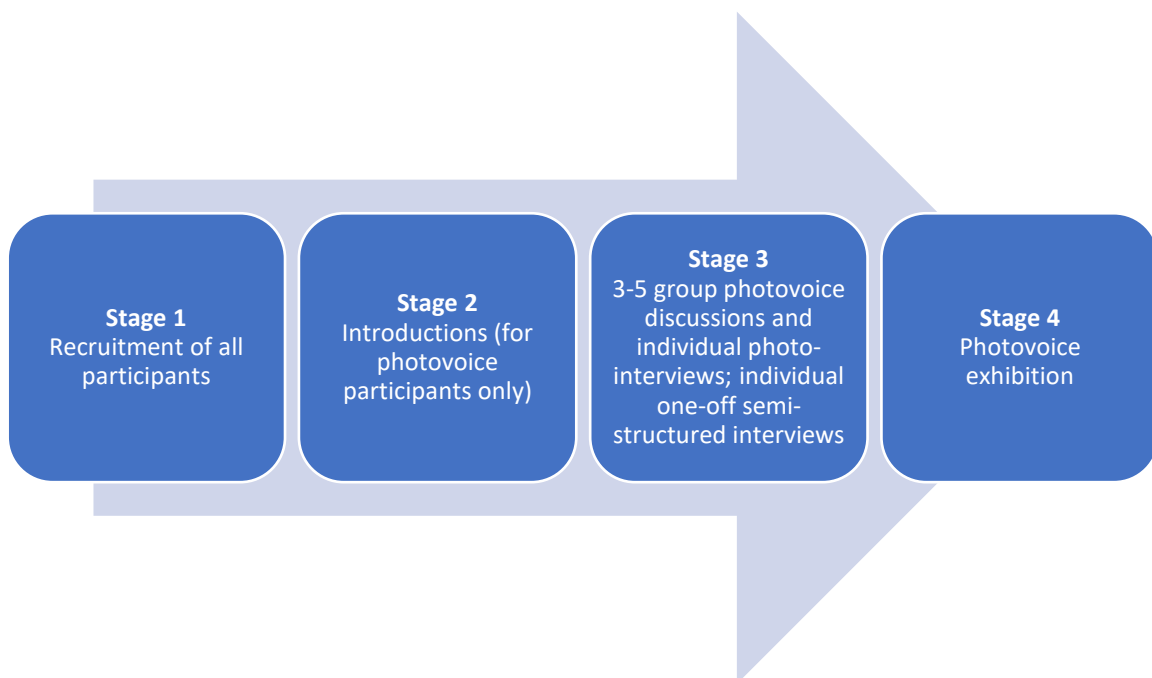 Stage 1
Recruitment of all
participants
Stage 2
Introductions (for
photovoice
participants only)
Stage 3
3-5 group photovoice
discussions and
individual photo-
interviews; individual
one-off semi-
structured interviews
Stage 4
Photovoice
exhibition